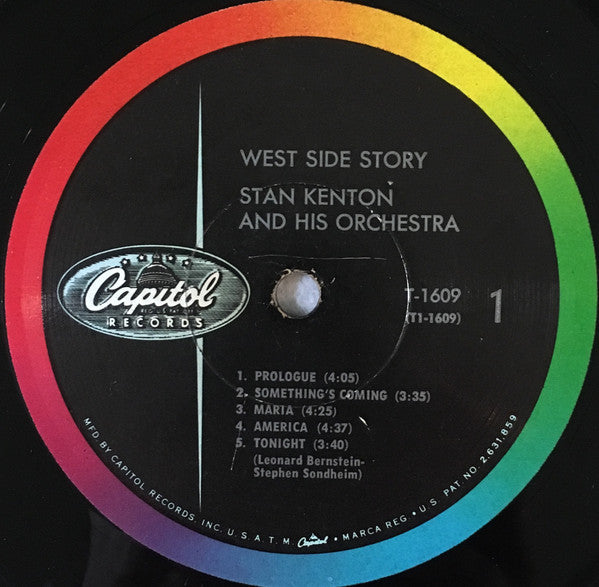 WEST SIDE STORY
STAN KENTON
AND HIS ORCHESTRA
Capitol
RECORDS
T-1609
(T1-1609)
1
1. PROLOGUE (4:05)
2. SOMETHING'S COMING (3:35)
3. MARIA (4:25)
4. AMERICA (4:37)
5. TONIGHT (3:40)
(Leonard Bernstein-
Stephen Sondheim)
MFD BY CAPITOL RECORDS, INC. U.S.A. T.M. Capitol • MARCA REG. • U.S. PAT. NO. 2,631,859